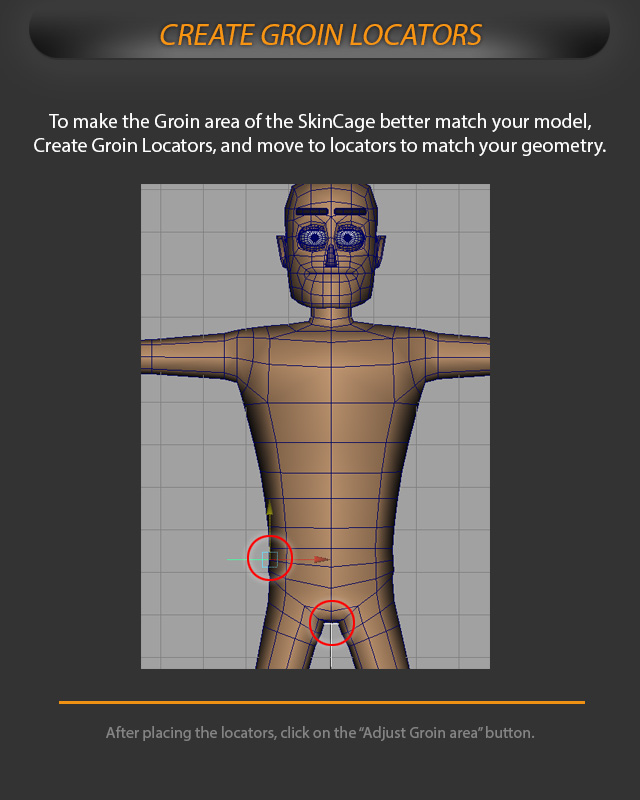 CREATE GROIN LOCATORS
To make the Groin area of the SkinCage better match your model,
Create Groin Locators, and move to locators to match your geometry.
After placing the locators, click on the “Adjust Groin area” button.